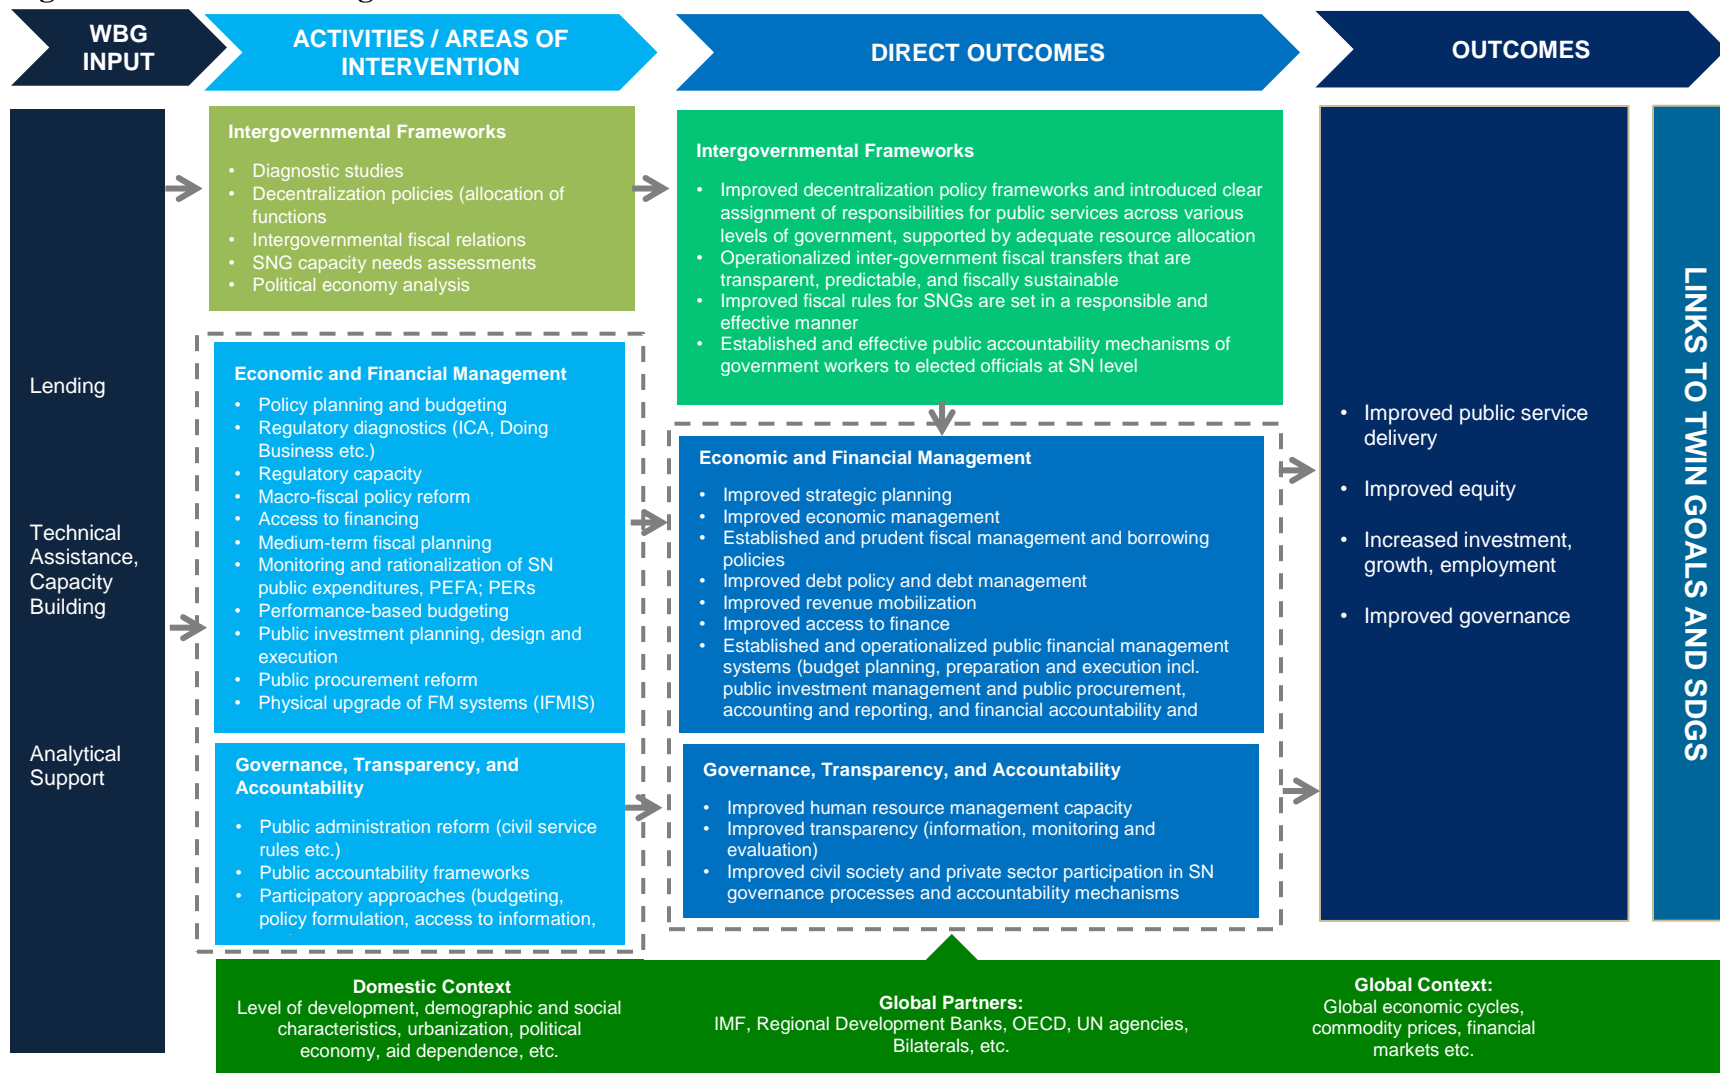 WBG
INPUT
ACTIVITIES / AREAS OF
INTERVENTION
DIRECT OUTCOMES
OUTCOMES
Lending
Technical
Assistance,
Capacity
Building
Analytical
Support
Intergovernmental Frameworks
• Diagnostic studies
• Decentralization policies (allocation of
functions
• Intergovernmental fiscal relations
• SNG capacity needs assessments
• Political economy analysis
Economic and Financial Management
• Policy planning and budgeting
• Regulatory diagnostics (ICA, Doing
Business etc.)
• Regulatory capacity
• Macro-fiscal policy reform
• Access to financing
• Medium-term fiscal planning
• Monitoring and rationalization of SN
public expenditures, PEFA; PERs
• Performance-based budgeting
• Public investment planning, design and
execution
• Public procurement reform
• Physical upgrade of FM systems (IFMIS)
Governance, Transparency, and
Accountability
• Public administration reform (civil service
rules etc.)
• Public accountability frameworks
• Participatory approaches (budgeting,
policy formulation, access to information,
Intergovernmental Frameworks
• Improved decentralization policy frameworks and introduced clear
assignment of responsibilities for public services across various
levels of government, supported by adequate resource allocation
• Operationalized inter-government fiscal transfers that are
transparent, predictable, and fiscally sustainable
• Improved fiscal rules for SNGs are set in a responsible and
effective manner
• Established and effective public accountability mechanisms of
government workers to elected officials at SN level
Economic and Financial Management
• Improved strategic planning
• Improved economic management
• Established and prudent fiscal management and borrowing
policies
• Improved debt policy and debt management
• Improved revenue mobilization
• Improved access to finance
• Established and operationalized public financial management
systems (budget planning, preparation and execution incl.
public investment management and public procurement,
accounting and reporting, and financial accountability and
Governance, Transparency, and Accountability
• Improved human resource management capacity
• Improved transparency (information, monitoring and
evaluation)
• Improved civil society and private sector participation in SN
governance processes and accountability mechanisms
• Improved public service
delivery
• Improved equity
• Increased investment,
growth, employment
• Improved governance
LINKS TO TWIN GOALS AND SDGS
Domestic Context
Level of development, demographic and social
characteristics, urbanization, political
economy, aid dependence, etc.
Global Partners:
IMF, Regional Development Banks, OECD, UN agencies,
Bilaterals, etc.
Global Context:
Global economic cycles,
commodity prices, financial
markets etc.